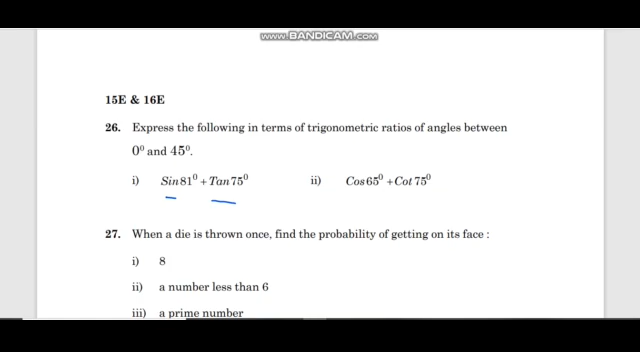 www.BANDICAM.COM
15E & 16E
26. Express the following in terms of trigonometric ratios of angles between
0⁰ and 45⁰.
i) Sin81⁰ + Tan75⁰ ii) Cos65⁰ + Cot 75⁰
27. When a die is thrown once, find the probability of getting on its face :
i) 8
ii) a number less than 6
iii) a prime number